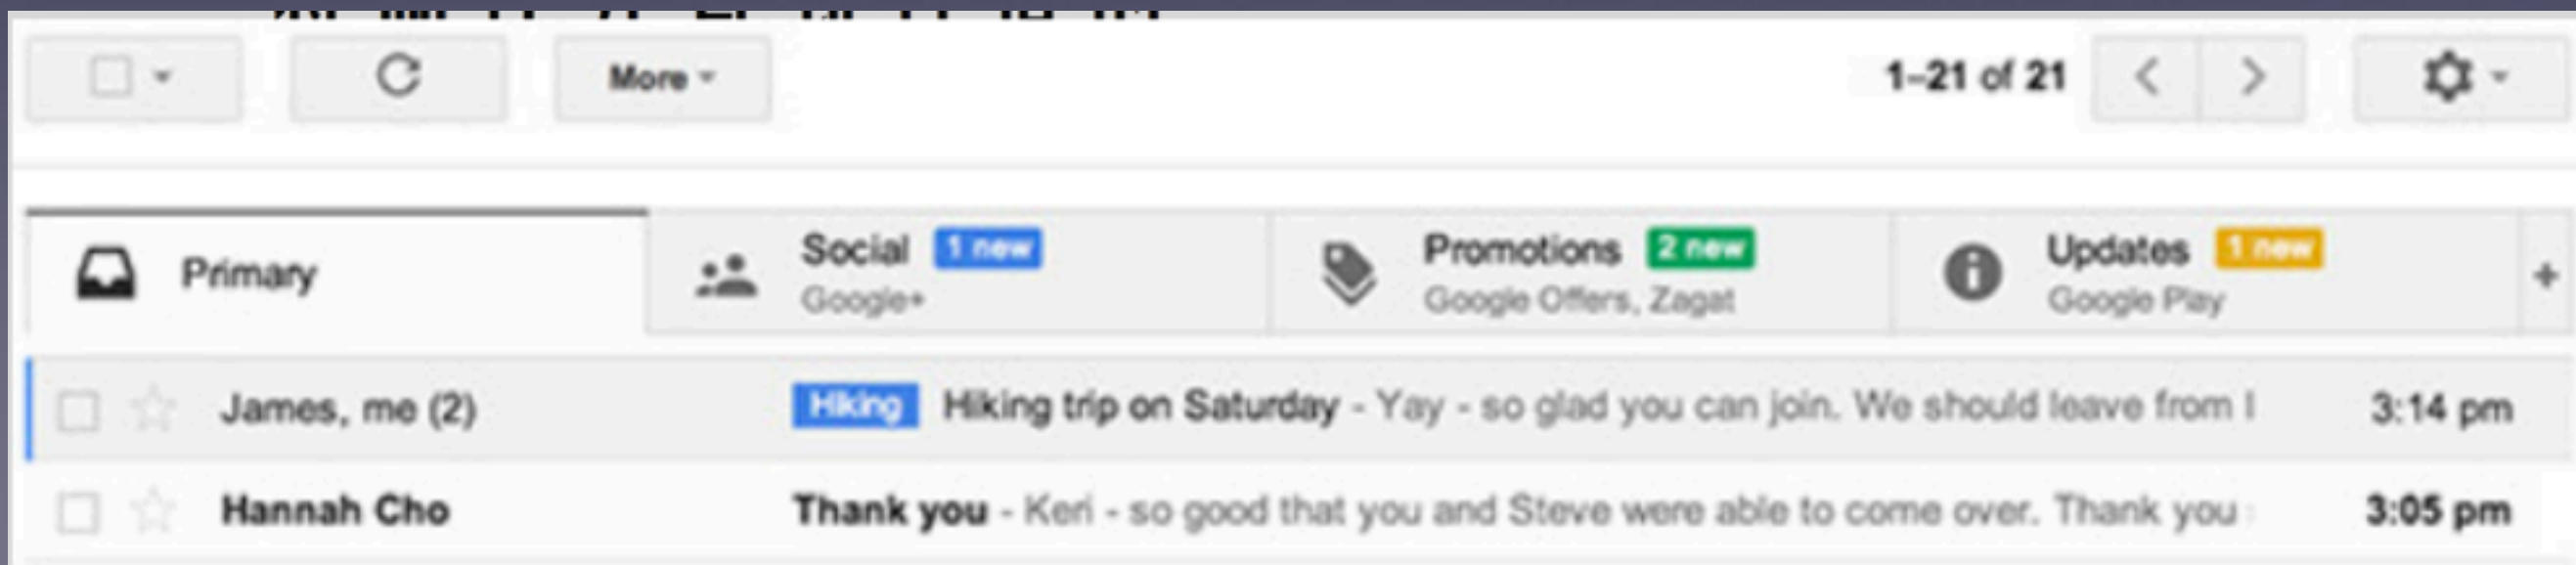 More
1–21 of 21
Primary
Social 1 new
Google+
Promotions 2 new
Google Offers, Zagat
Updates 1 new
Google Play
+
James, me (2) Hiking Hiking trip on Saturday - Yay - so glad you can join. We should leave from 3:14 pm
Hannah Cho Thank you - Keri - so good that you and Steve were able to come over. Thank you 3:05 pm